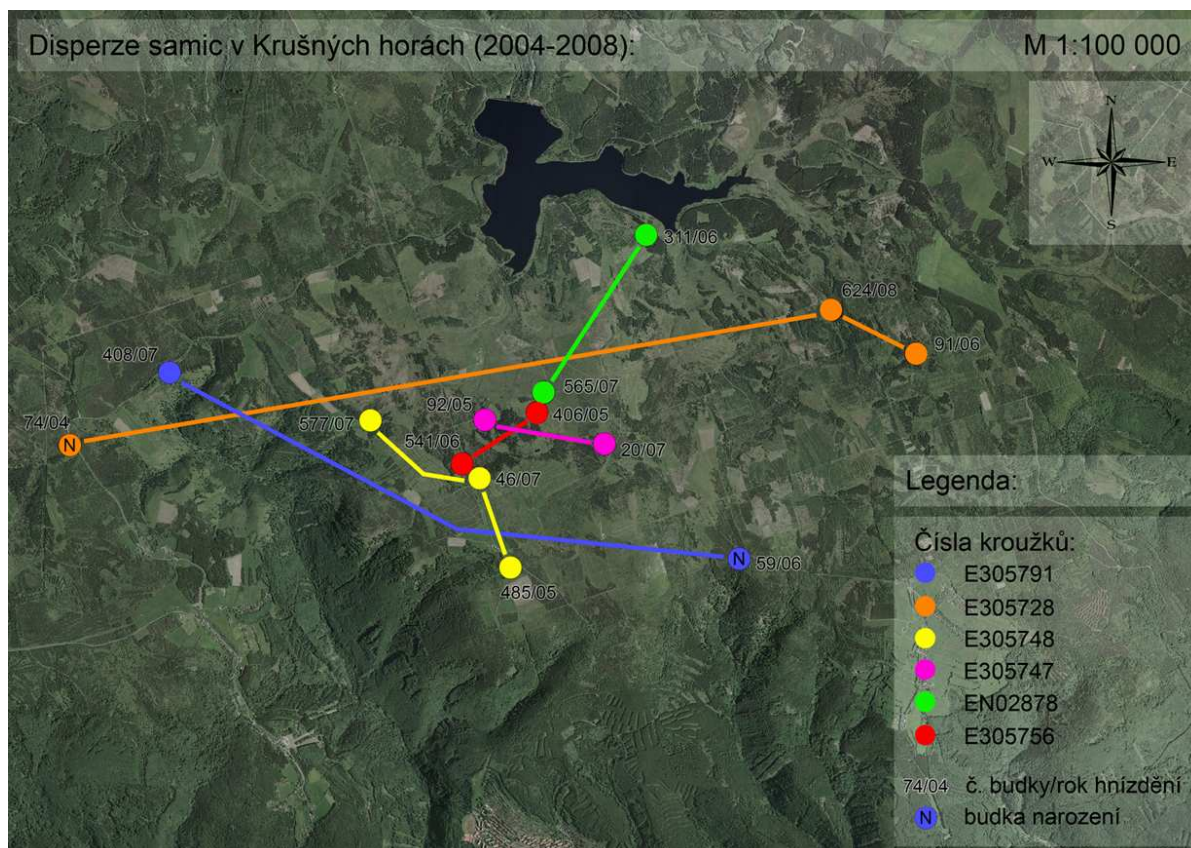 Disperze samic v Krušných horách (2004-2008):
M 1:100 000
N
W E
S
311/06
624/08
91/06
408/07
565/07
406/05
92/05
577/07
74/04
N
541/06
20/07
46/07
N
59/06
485/05
Legenda:
Čísla kroužků:
E305791
E305728
E305748
E305747
EN02878
E305756
74/04 č. budky/rok hnízdění
N budka narození